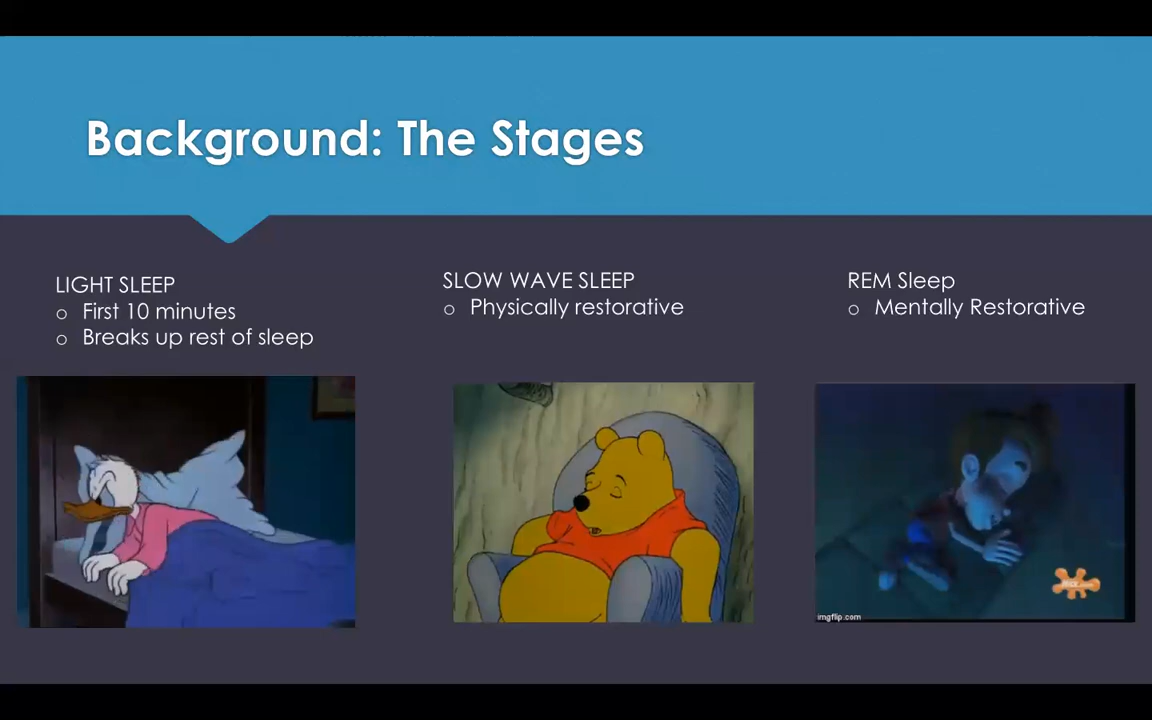 Background: The Stages
LIGHT SLEEP
o First 10 minutes
o Breaks up rest of sleep
SLOW WAVE SLEEP
o Physically restorative
REM Sleep
o Mentally Restorative
imgflip.com